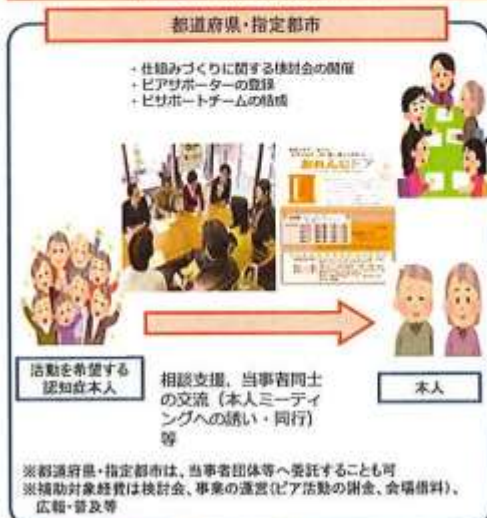 都道府県・指定都市
・仕組みづくりに関する検討会の開催
・ピアサポーターの登録
・ピサポートチームの結成
おれんじドア
活動を希望する
認知症本人
相談支援、当事者同士
の交流（本人ミーティ
ングへの誘い・同行）
等
本人
※都道府県・指定都市は、当事者団体等へ委託することも可
※補助対象経費は検討会、事業の運営(ピア活動の謝金、会場借料)、
広報・普及等